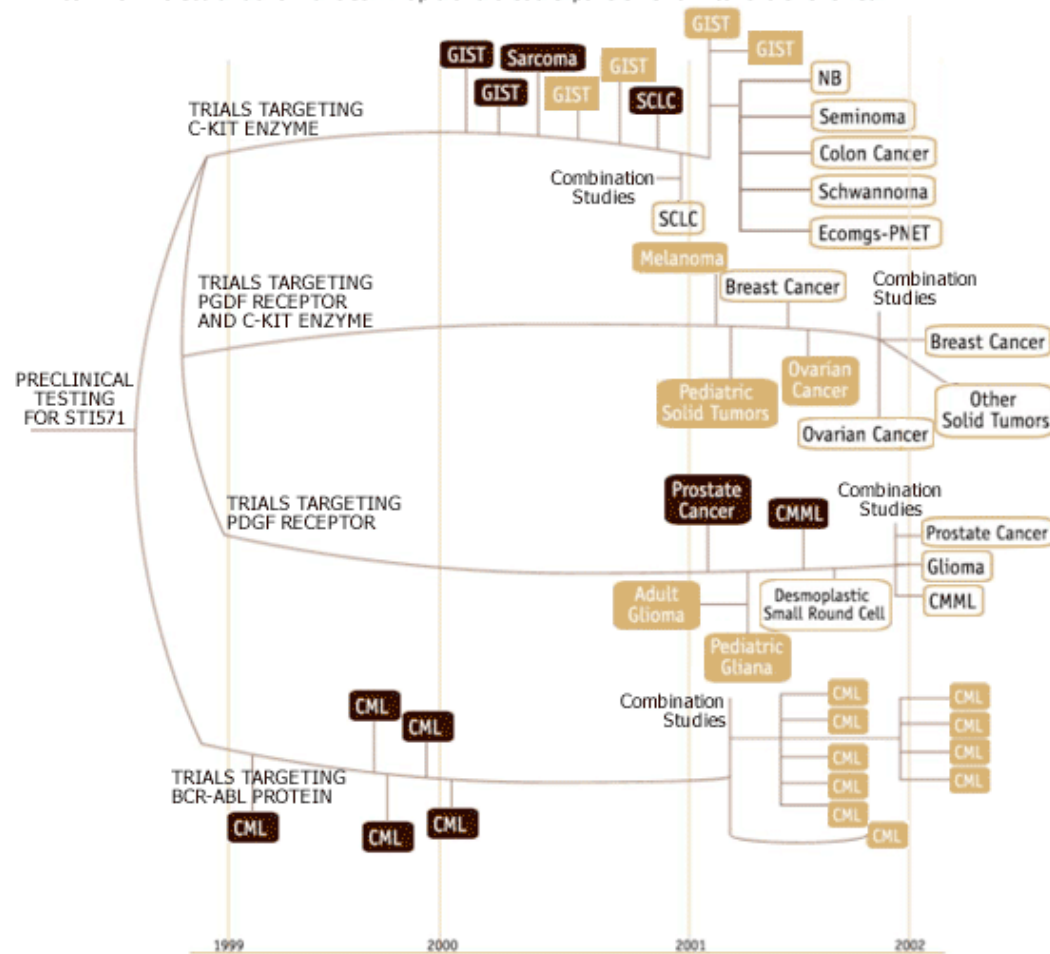 GIST
GIST
GIST
Sarcoma
GIST
NB
GIST
GIST
SCLC
TRIALS TARGETING
C-KIT ENZYME
Seminoma
Colon Cancer
Combination
Studies
Schwannoma
SCLC
Ecomgs-PNET
Melanoma
TRIALS TARGETING
PGDF RECEPTOR
AND C-KIT ENZYME
Breast Cancer
Combination
Studies
Breast Cancer
PRECLINICAL
TESTING
FOR STI571
Pediatric
Solid Tumors
Ovarian
Cancer
Other
Solid Tumors
Ovarian Cancer
TRIALS TARGETING
PDGF RECEPTOR
Prostate
Cancer
CMML
Combination
Studies
Prostate Cancer
Glioma
Adult
Glioma
Desmoplastic
Small Round Cell
CMML
Pediatric
Gliana
CML
CML
Combination
Studies
CML
CML
CML
CML
CML
CML
CML
CML
CML
CML
TRIALS TARGETING
BCR-ABL PROTEIN
CML
CML
CML
CML
1999
2000
2001
2002